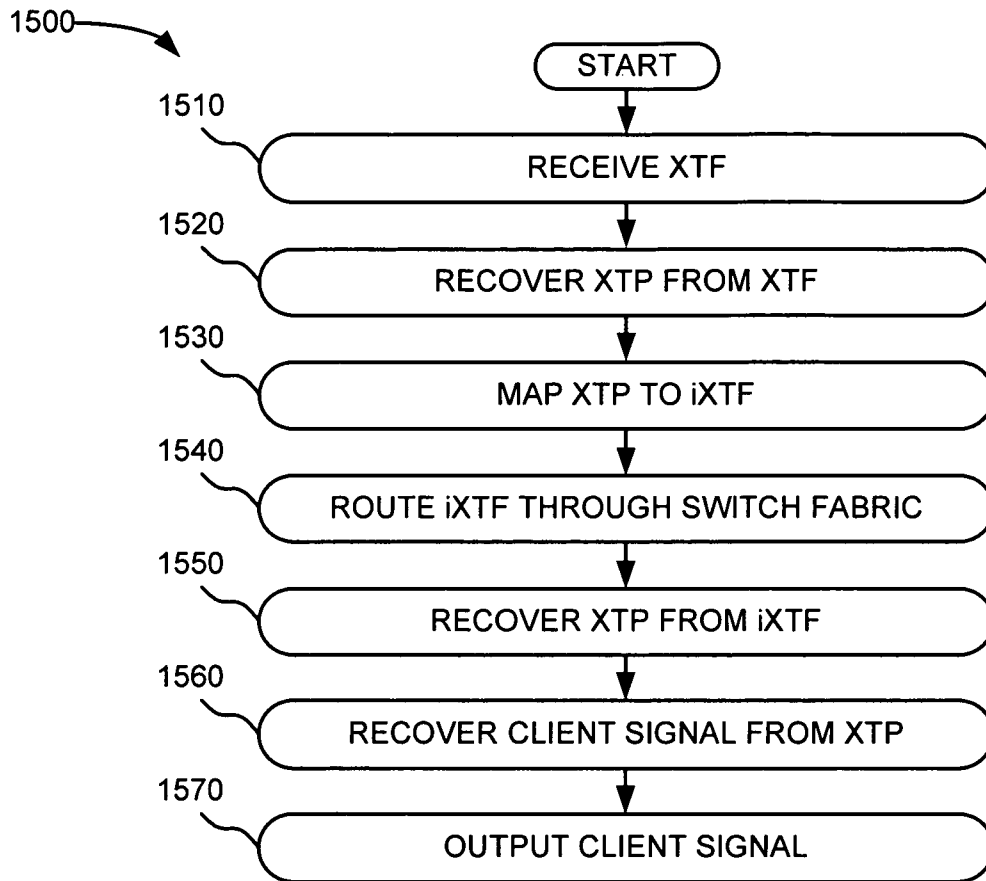 1500
START
1510
RECEIVE XTF
1520
RECOVER XTP FROM XTF
1530
MAP XTP TO iXTF
1540
ROUTE iXTF THROUGH SWITCH FABRIC
1550
RECOVER XTP FROM iXTF
1560
RECOVER CLIENT SIGNAL FROM XTP
1570
OUTPUT CLIENT SIGNAL